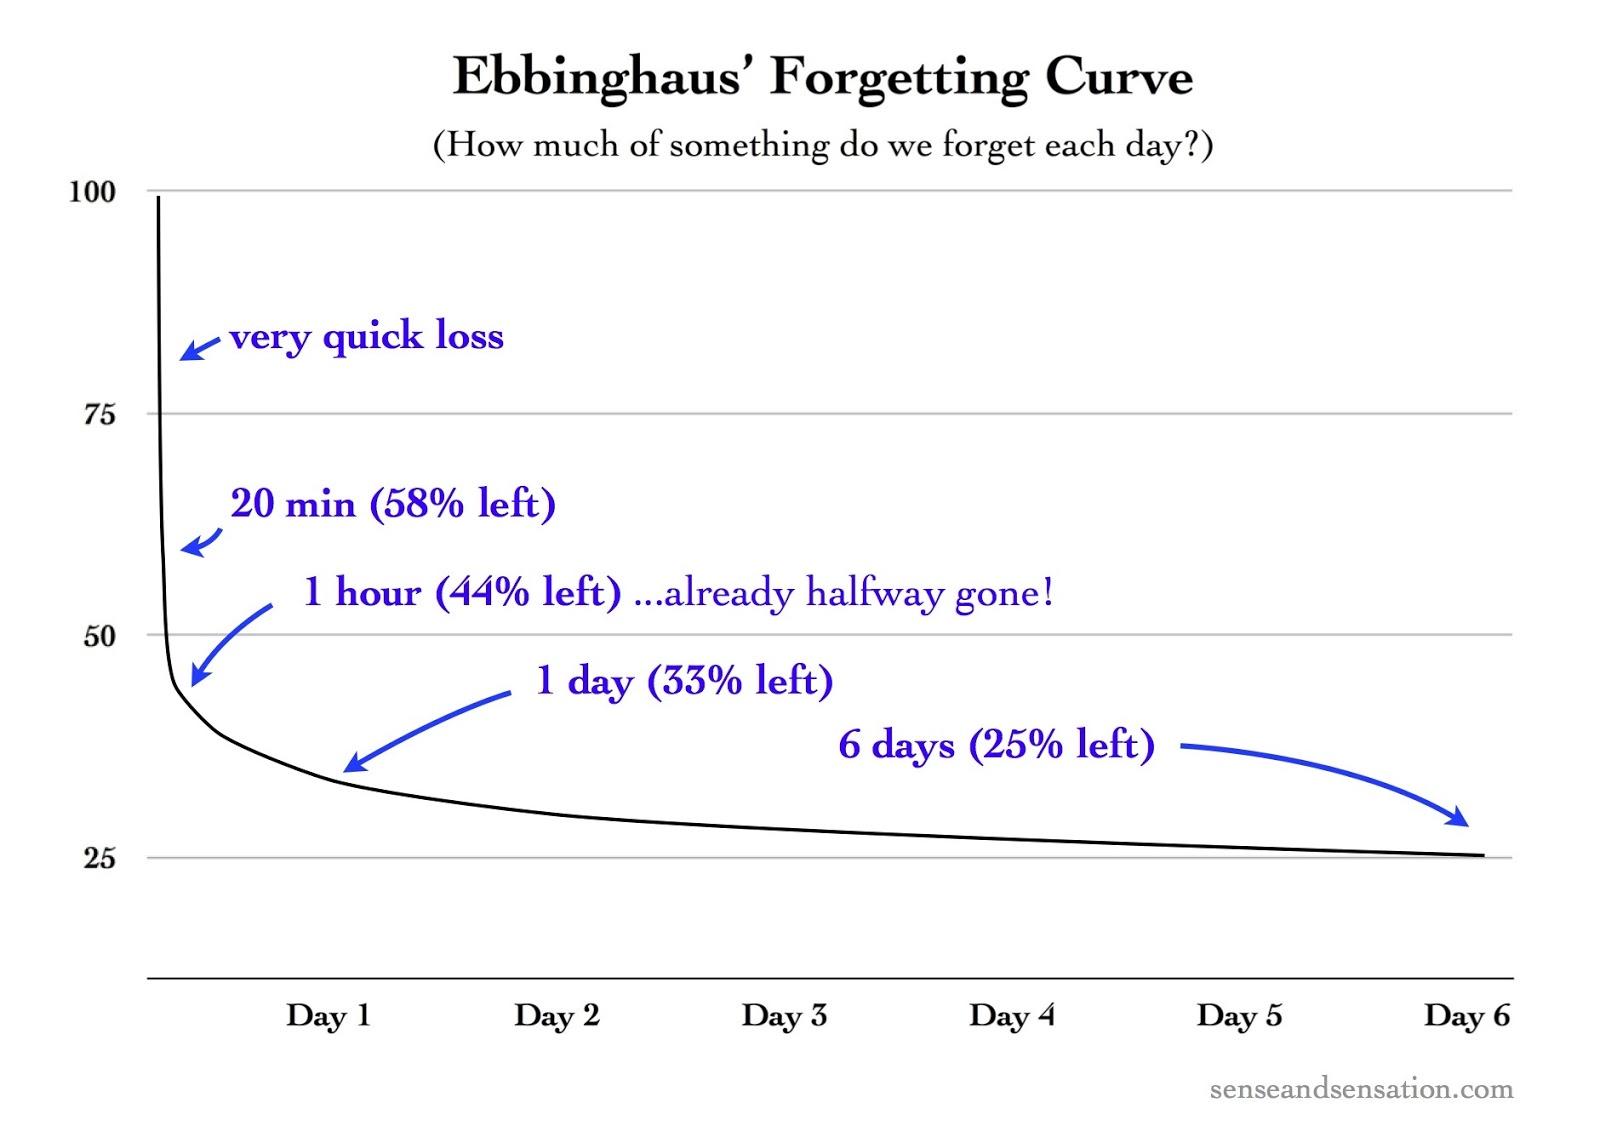 Ebbinghaus’ Forgetting Curve
(How much of something do we forget each day?)
100
very quick loss
75
20 min (58% left)
1 hour (44% left) ...already halfway gone!
50
1 day (33% left)
6 days (25% left)
25
Day 1 Day 2 Day 3 Day 4 Day 5 Day 6
senseandsensation.com